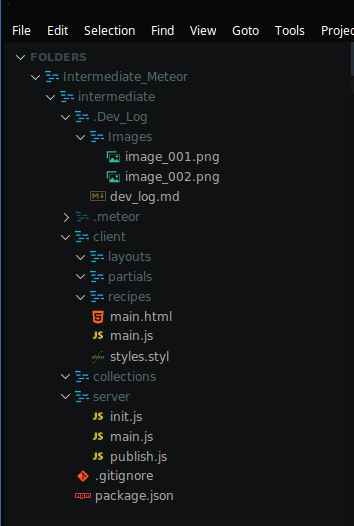 File Edit Selection Find View Goto Tools Projec
FOLDERS
Intermediate_Meteor
intermediate
.Dev_Log
Images
image_001.png
image_002.png
dev_log.md
.meteor
client
layouts
partials
recipes
main.html
JS main.js
styles.styl
collections
server
JS init.js
JS main.js
JS publish.js
.gitignore
package.json